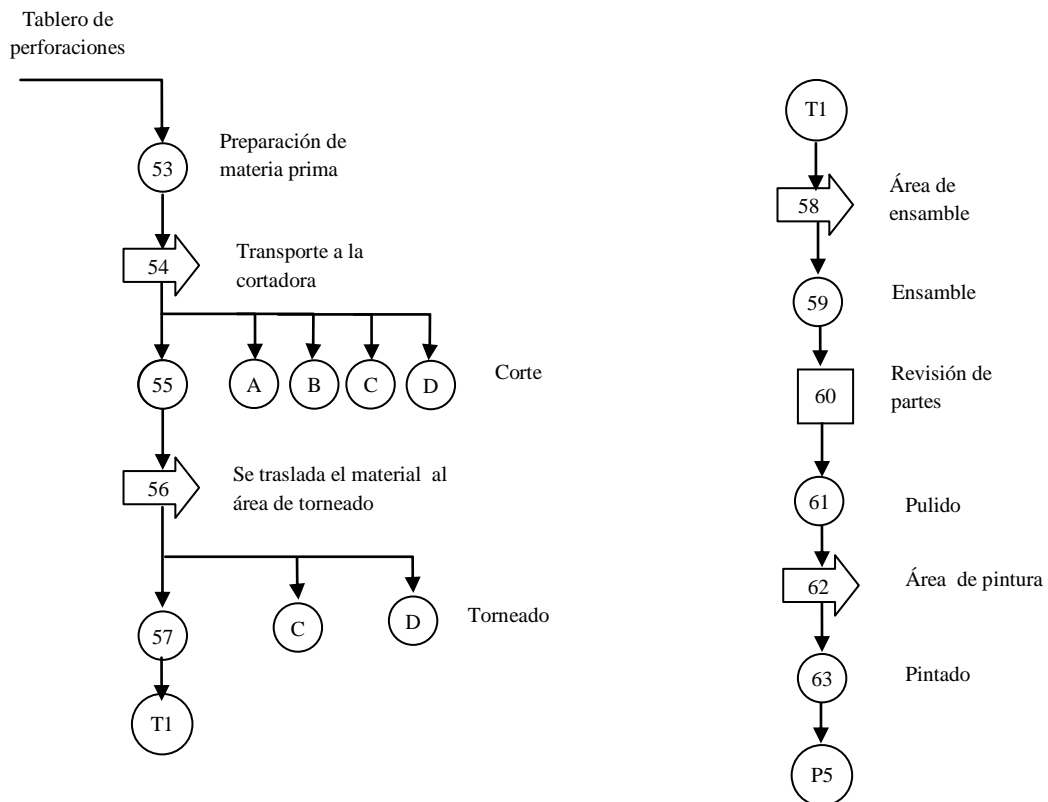 Tablero de
perforaciones
53
Preparación de
materia prima
54
Transporte a la
cortadora
55
A
B
C
D
Corte
56
Se traslada el material al
área de torneado
57
C
D
Torneado
T1
T1
58
Área de
ensamble
59
Ensamble
60
Revisión de
partes
61
Pulido
62
Área de pintura
63
Pintado
P5